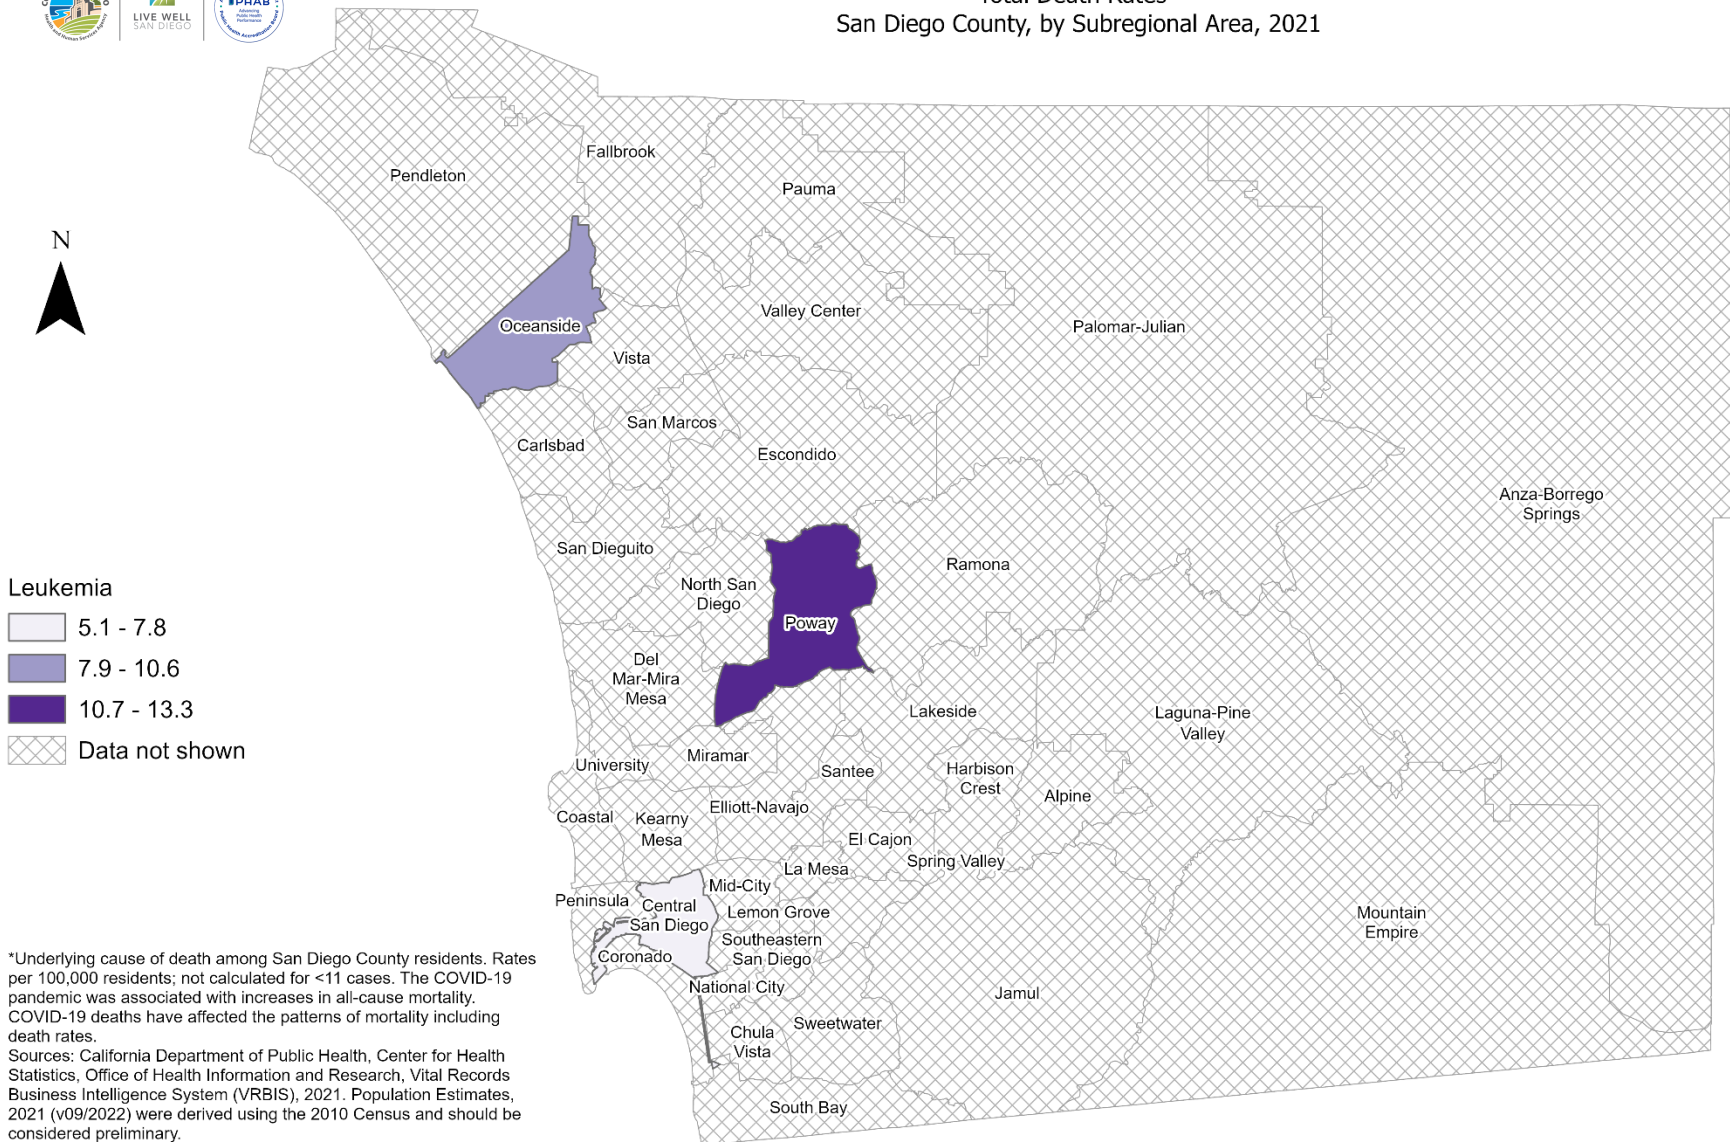 PHAB
Advancing
Public Health
Performance
LIVE WELL
SAN DIEGO
Total Death Rates
San Diego County, by Subregional Area, 2021
Fallbrook
Pendleton
Pauma
N
Oceanside
Valley Center
Palomar-Julian
Vista
San Marcos
Carlsbad
Escondido
Anza-Borrego
Springs
San Dieguito
Ramona
North San
Diego
Poway
Leukemia
5.1 - 7.8
7.9 - 10.6
10.7 - 13.3
Data not shown
Del
Mar-Mira
Mesa
Lakeside
Laguna-Pine
Valley
University
Miramar
Santee
Harbison
Crest
Alpine
Coastal
Kearny
Mesa
Elliott-Navajo
El Cajon
La Mesa
Spring Valley
Mid-City
Peninsula
Central
San Diego
Lemon Grove
Mountain
Empire
Southeastern
San Diego
Coronado
National City
Jamul
Chula
Vista
Sweetwater
South Bay
*Underlying cause of death among San Diego County residents. Rates
per 100,000 residents; not calculated for <11 cases. The COVID-19
pandemic was associated with increases in all-cause mortality.
COVID-19 deaths have affected the patterns of mortality including
death rates.
Sources: California Department of Public Health, Center for Health
Statistics, Office of Health Information and Research, Vital Records
Business Intelligence System (VRBIS), 2021. Population Estimates,
2021 (v09/2022) were derived using the 2010 Census and should be
considered preliminary.